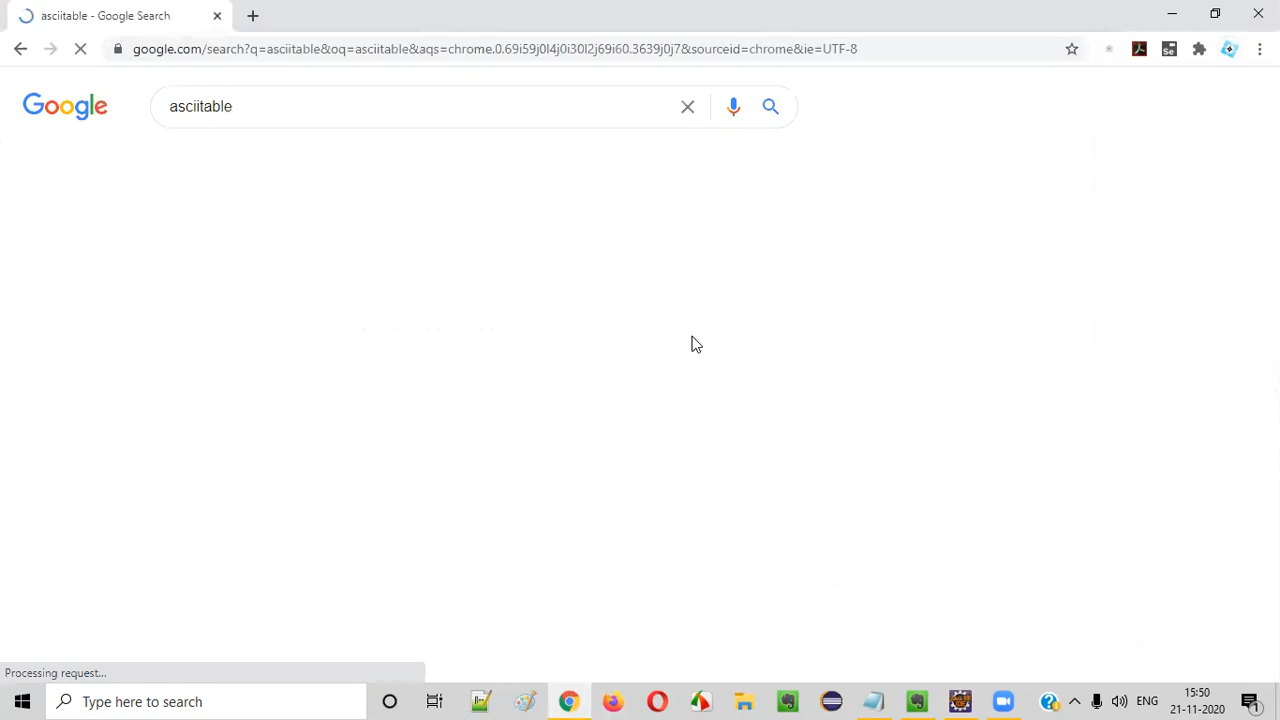 asciitable - Google Search
google.com/search?q=asciitable&oq=asciitable&aqs=chrome.0.69i59j0l4j0i30l2j69i60.3639j0j7&sourceid=chrome&ie=UTF-8
Google
asciitable
Processing request...
Type here to search
ENG
15:50
21-11-2020